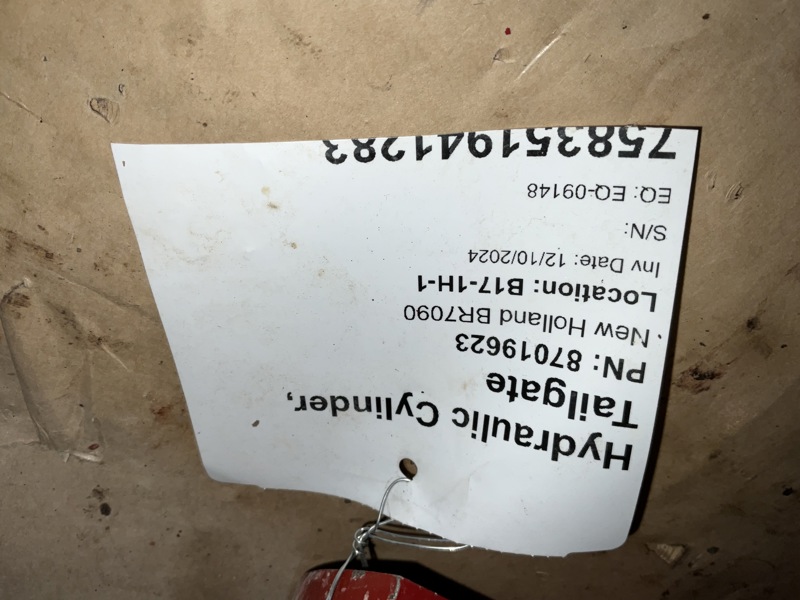 Hydraulic Cylinder,
Tailgate
PN: 87019623
· New Holland BR7090
Location: B17-1H-1
Inv Date: 12/10/2024
S/N:
EQ: EQ-09148
758351941283